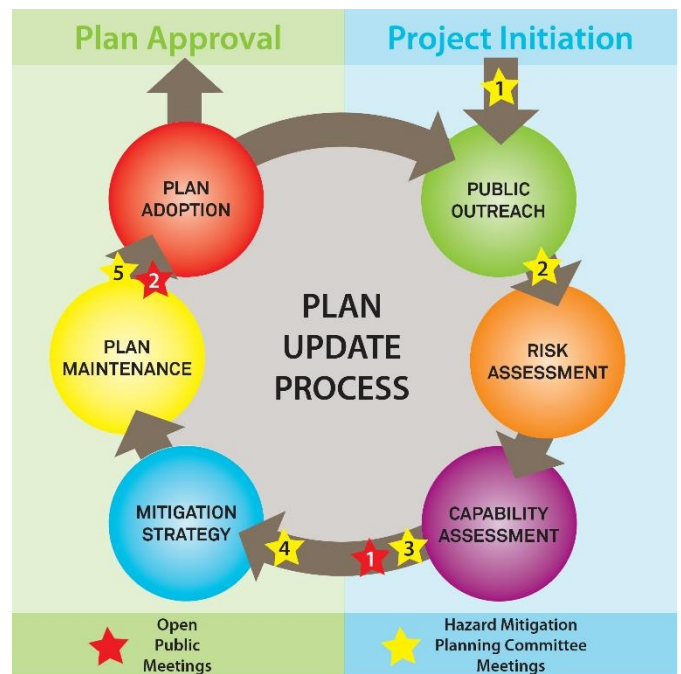 Plan Approval
Project Initiation
1
PLAN
ADOPTION
PUBLIC
OUTREACH
5
2
2
PLAN
UPDATE
PROCESS
PLAN
MAINTENANCE
RISK
ASSESSMENT
MITIGATION
STRATEGY
CAPABILITY
ASSESSMENT
4
1
3
Open
Public
Meetings
Hazard Mitigation
Planning Committee
Meetings